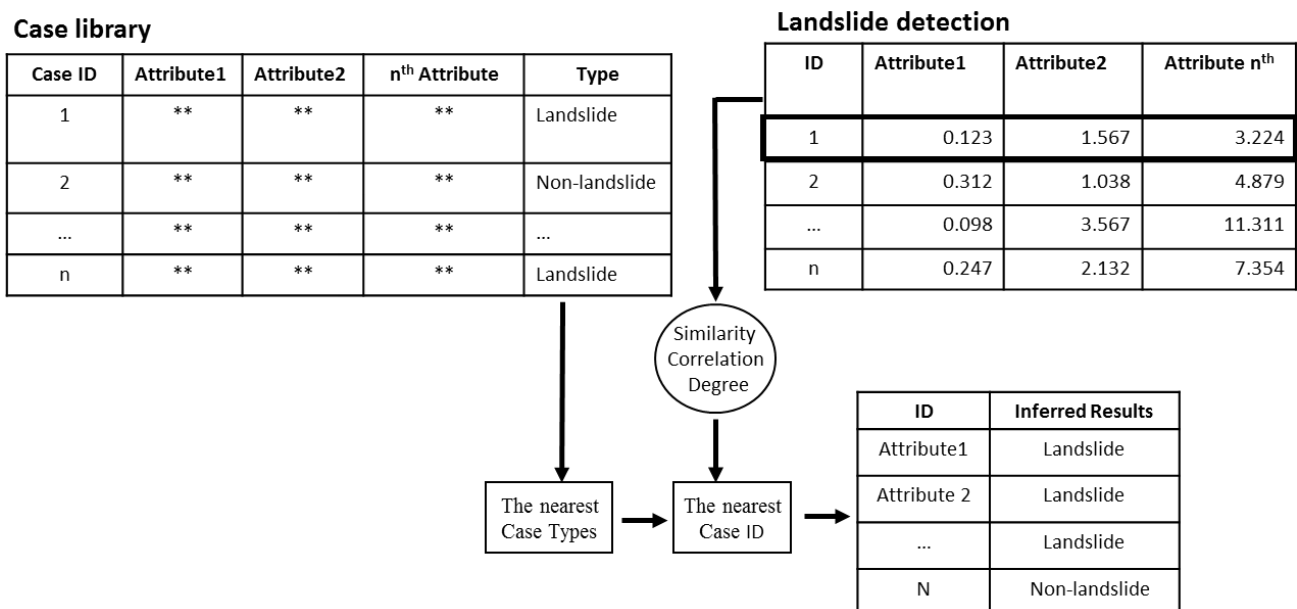 Case library
Case ID Attribute1 Attribute2 nth Attribute Type
1 ** ** ** Landslide
2 ** ** ** Non-landslide
... ** ** ** ...
n ** ** ** Landslide
Landslide detection
ID Attribute1 Attribute2 Attribute nth
1 0.123 1.567 3.224
2 0.312 1.038 4.879
... 0.098 3.567 11.311
n 0.247 2.132 7.354
Similarity
Correlation
Degree
The nearest
Case Types
The nearest
Case ID
ID Inferred Results
Attribute1 Landslide
Attribute 2 Landslide
... Landslide
N Non-landslide